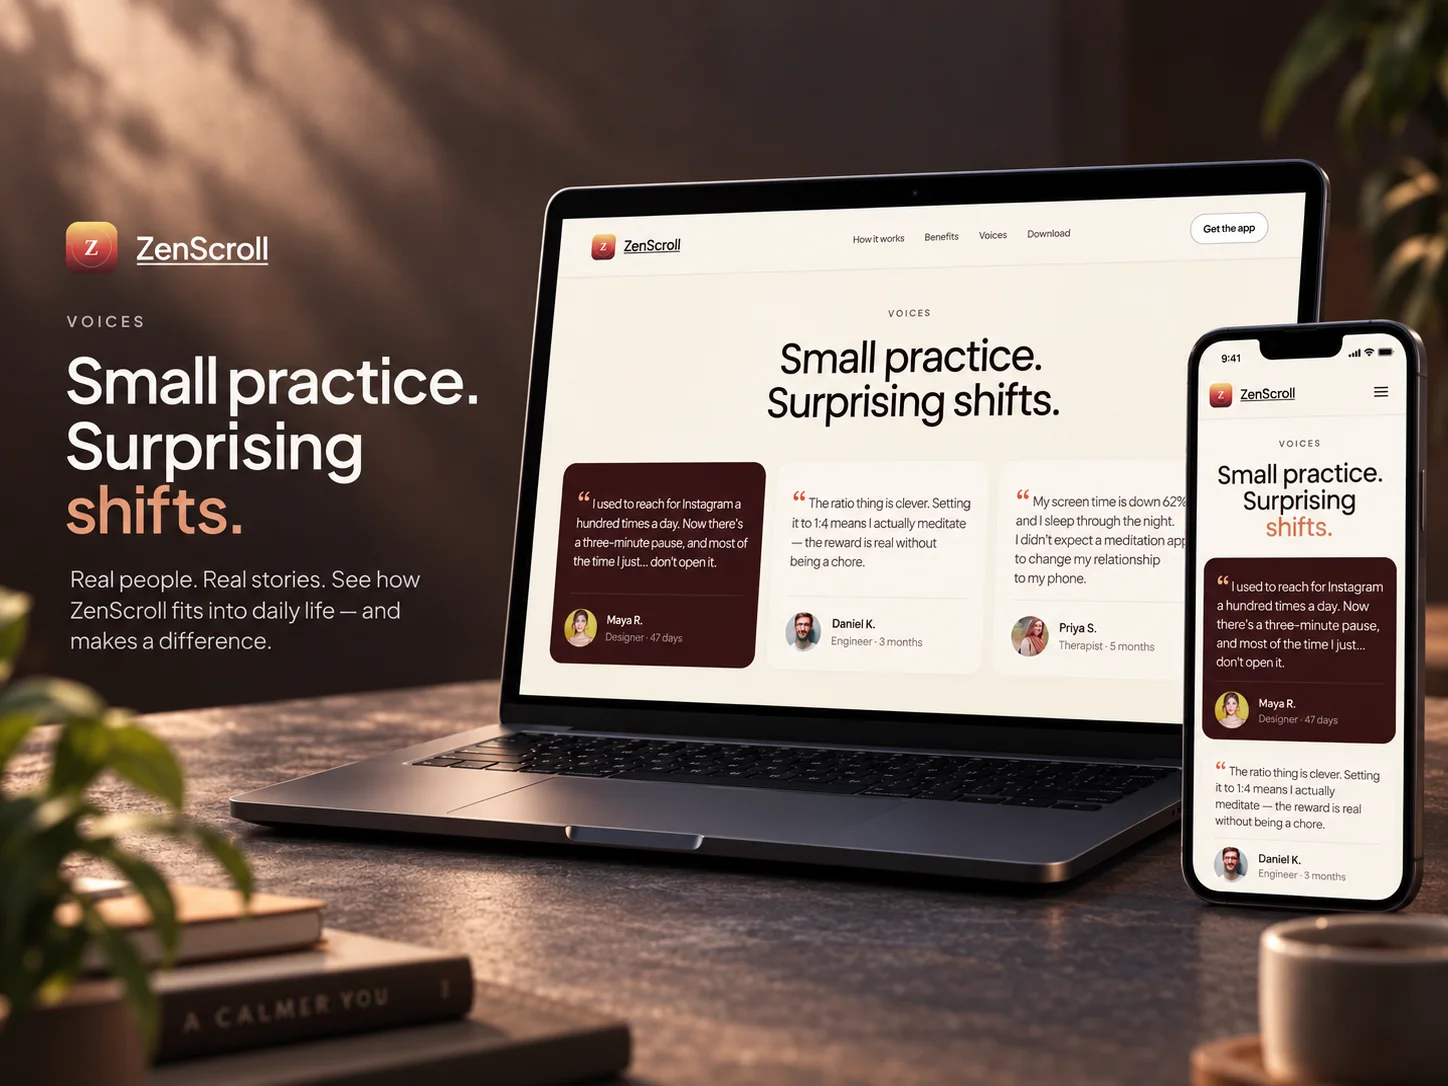 Z
ZenScroll
VOICES
Small practice.
Surprising
shifts.
Real people. Real stories. See how
ZenScroll fits into daily life — and
makes a difference.
Z
ZenScroll
How it works
Benefits
Voices
Download
Get the app
VOICES
Small practice.
Surprising shifts.
“ I used to reach for Instagram a
hundred times a day. Now there's
a three-minute pause, and most of
the time I just... don't open it.
Maya R.
Designer · 47 days
“ The ratio thing is clever. Setting
it to 1:4 means I actually meditate
— the reward is real without
being a chore.
Daniel K.
Engineer · 3 months
“ My screen time is down 62%
and I sleep through the night.
I didn't expect a meditation app
to change my relationship
to my phone.
Priya S.
Therapist · 5 months
9:41
Z
ZenScroll
VOICES
Small practice.
Surprising
shifts.
“ I used to reach for Instagram
a hundred times a day. Now
there's a three-minute pause,
and most of the time I just...
don't open it.
Maya R.
Designer · 47 days
“ The ratio thing is clever. Setting
it to 1:4 means I actually
meditate — the reward is real
without being a chore.
Daniel K.
Engineer · 3 months
A CALMER YOU